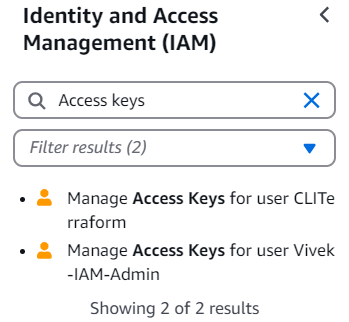 Identity and Access
Management (IAM)
Access keys
Filter results (2)
Manage Access Keys for user CLITe
rraform
Manage Access Keys for user Vivek
-IAM-Admin
Showing 2 of 2 results